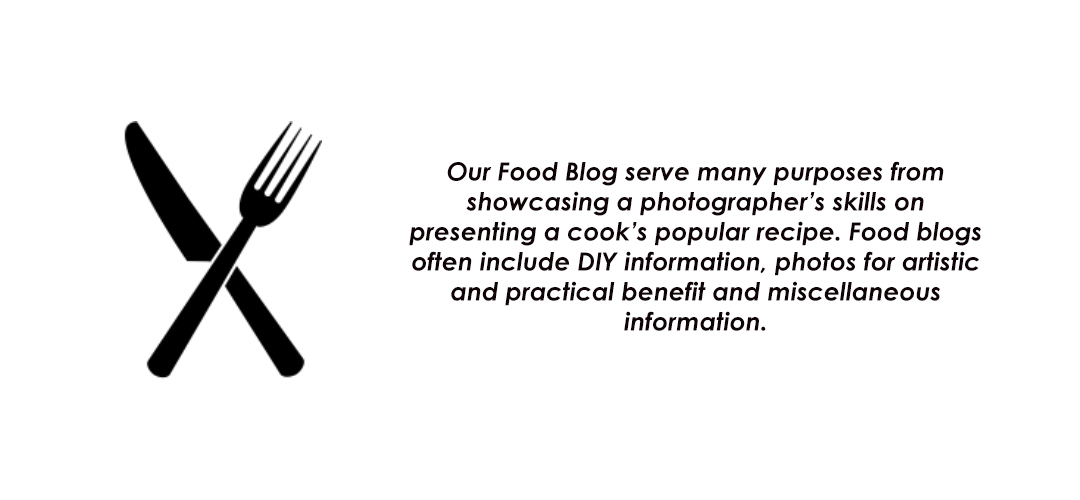 Our Food Blog serve many purposes from
showcasing a photographer’s skills on
presenting a cook’s popular recipe. Food blogs
often include DIY information, photos for artistic
and practical benefit and miscellaneous
information.